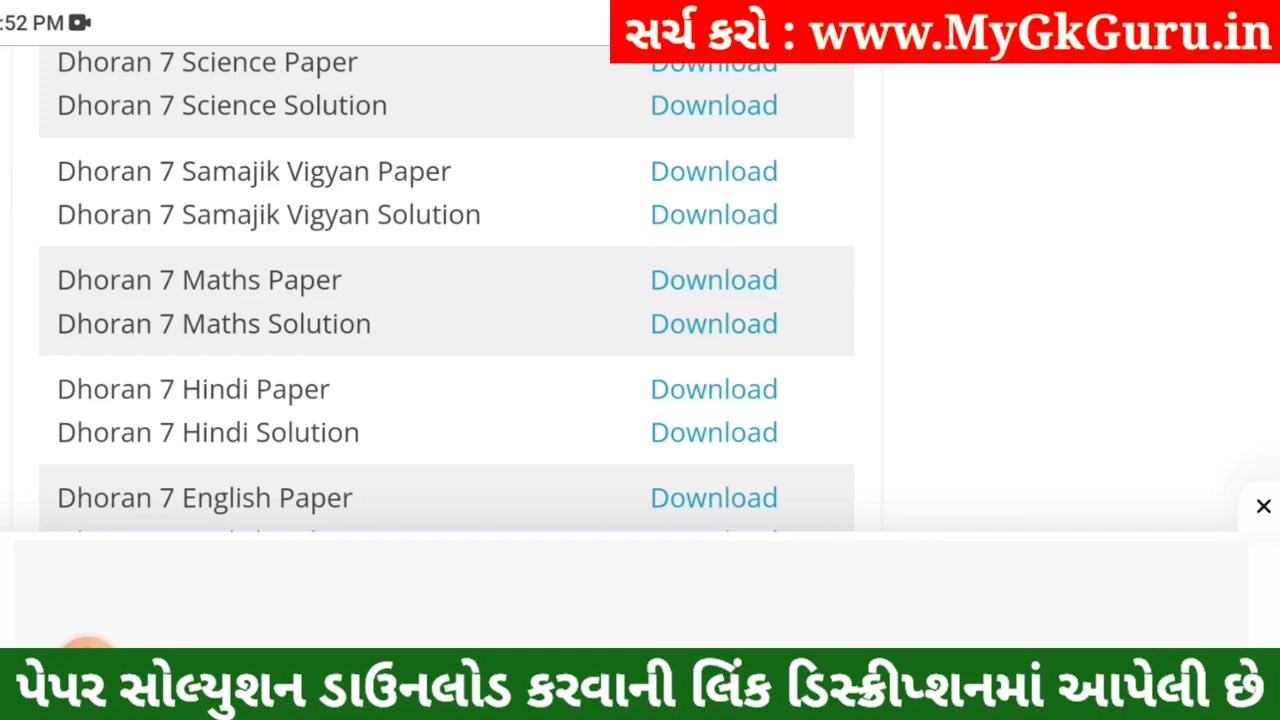 :52 PM
સર્ચ કરો : www.MyGkGuru.in
Dhoran 7 Science Paper Download
Dhoran 7 Science Solution Download
Dhoran 7 Samajik Vigyan Paper Download
Dhoran 7 Samajik Vigyan Solution Download
Dhoran 7 Maths Paper Download
Dhoran 7 Maths Solution Download
Dhoran 7 Hindi Paper Download
Dhoran 7 Hindi Solution Download
Dhoran 7 English Paper Download
પેપર સોલ્યુશન ડાઉનલોડ કરવાની લિંક ડિસ્ક્રીપ્શનમાં આપેલી છે